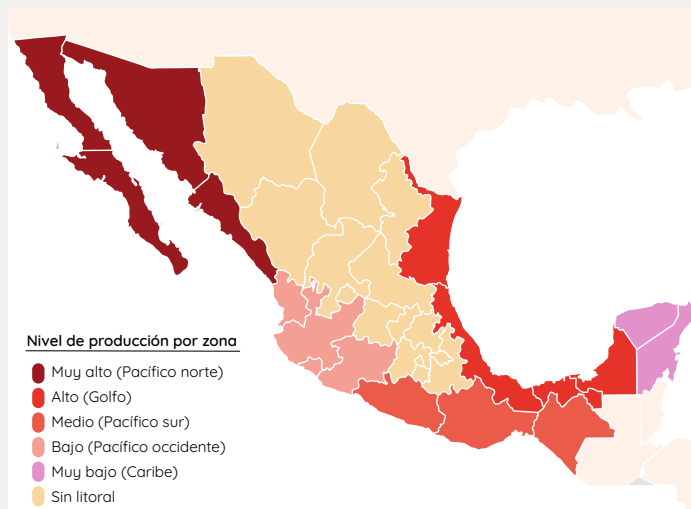 Nivel de producción por zona
Muy alto (Pacífico norte)
Alto (Golfo)
Medio (Pacífico sur)
Bajo (Pacífico occidente)
Muy bajo (Caribe)
Sin litoral